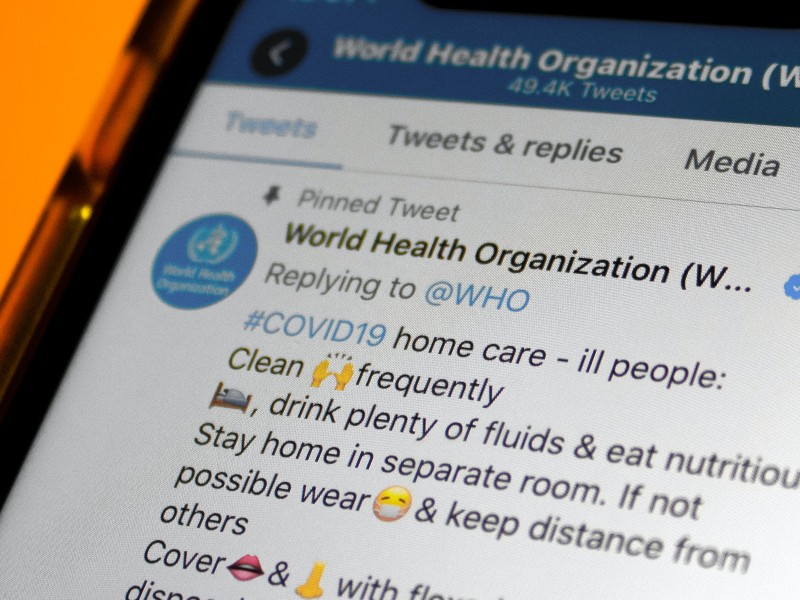 World Health Organization (W
49.4K Tweets
Tweets Tweets & replies Media
Pinned Tweet
World Health Organization (W...
World Health
Organization
Replying to @WHO
#COVID19 home care - ill people:
Clean 🙌 frequently
🛌, drink plenty of fluids & eat nutritiou
Stay home in separate room. If not
possible wear 😷 & keep distance from
others
Cover 👄 & 👃 with